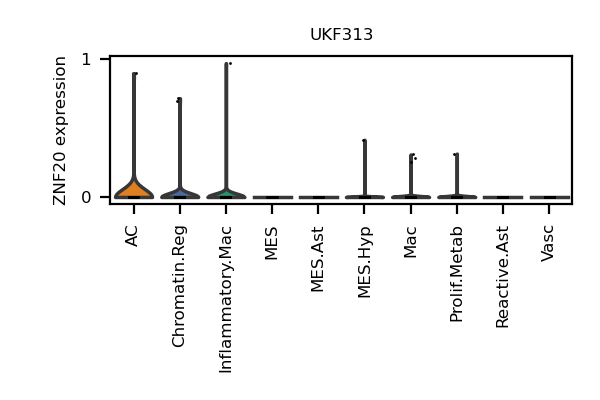 UKF313
ZNF20 expression
1
0
AC
Chromatin.Reg
Inflammatory.Mac
MES
MES.Ast
MES.Hyp
Mac
Prolif.Metab
Reactive.Ast
Vasc